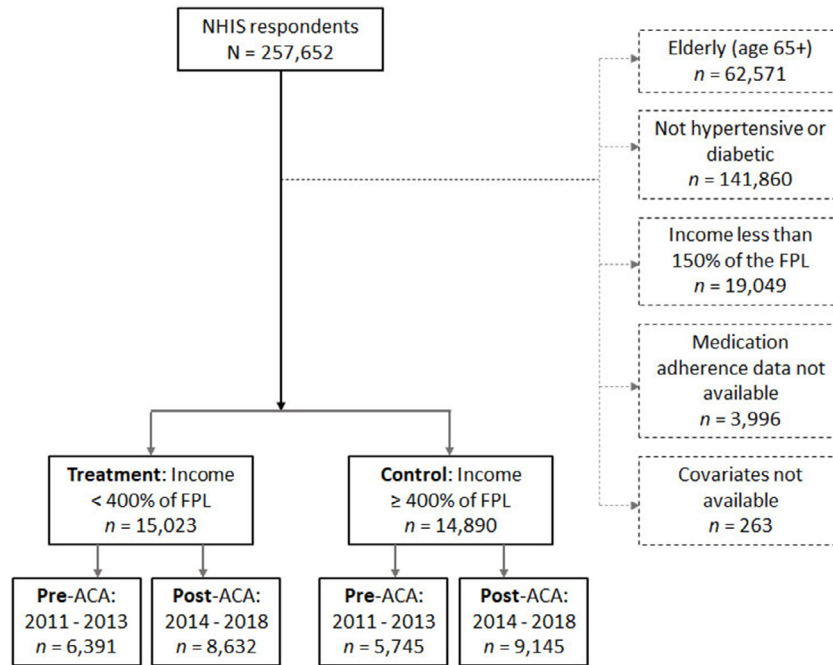 NHIS respondents
N = 257,652
Elderly (age 65+)
n = 62,571
Not hypertensive or
diabetic
n = 141,860
Income less than
150% of the FPL
n = 19,049
Medication
adherence data not
available
n = 3,996
Covariates not
available
n = 263
Treatment: Income
< 400% of FPL
n = 15,023
Control: Income
≥ 400% of FPL
n = 14,890
Pre-ACA:
2011 - 2013
n = 6,391
Post-ACA:
2014 - 2018
n = 8,632
Pre-ACA:
2011 - 2013
n = 5,745
Post-ACA:
2014 - 2018
n = 9,145